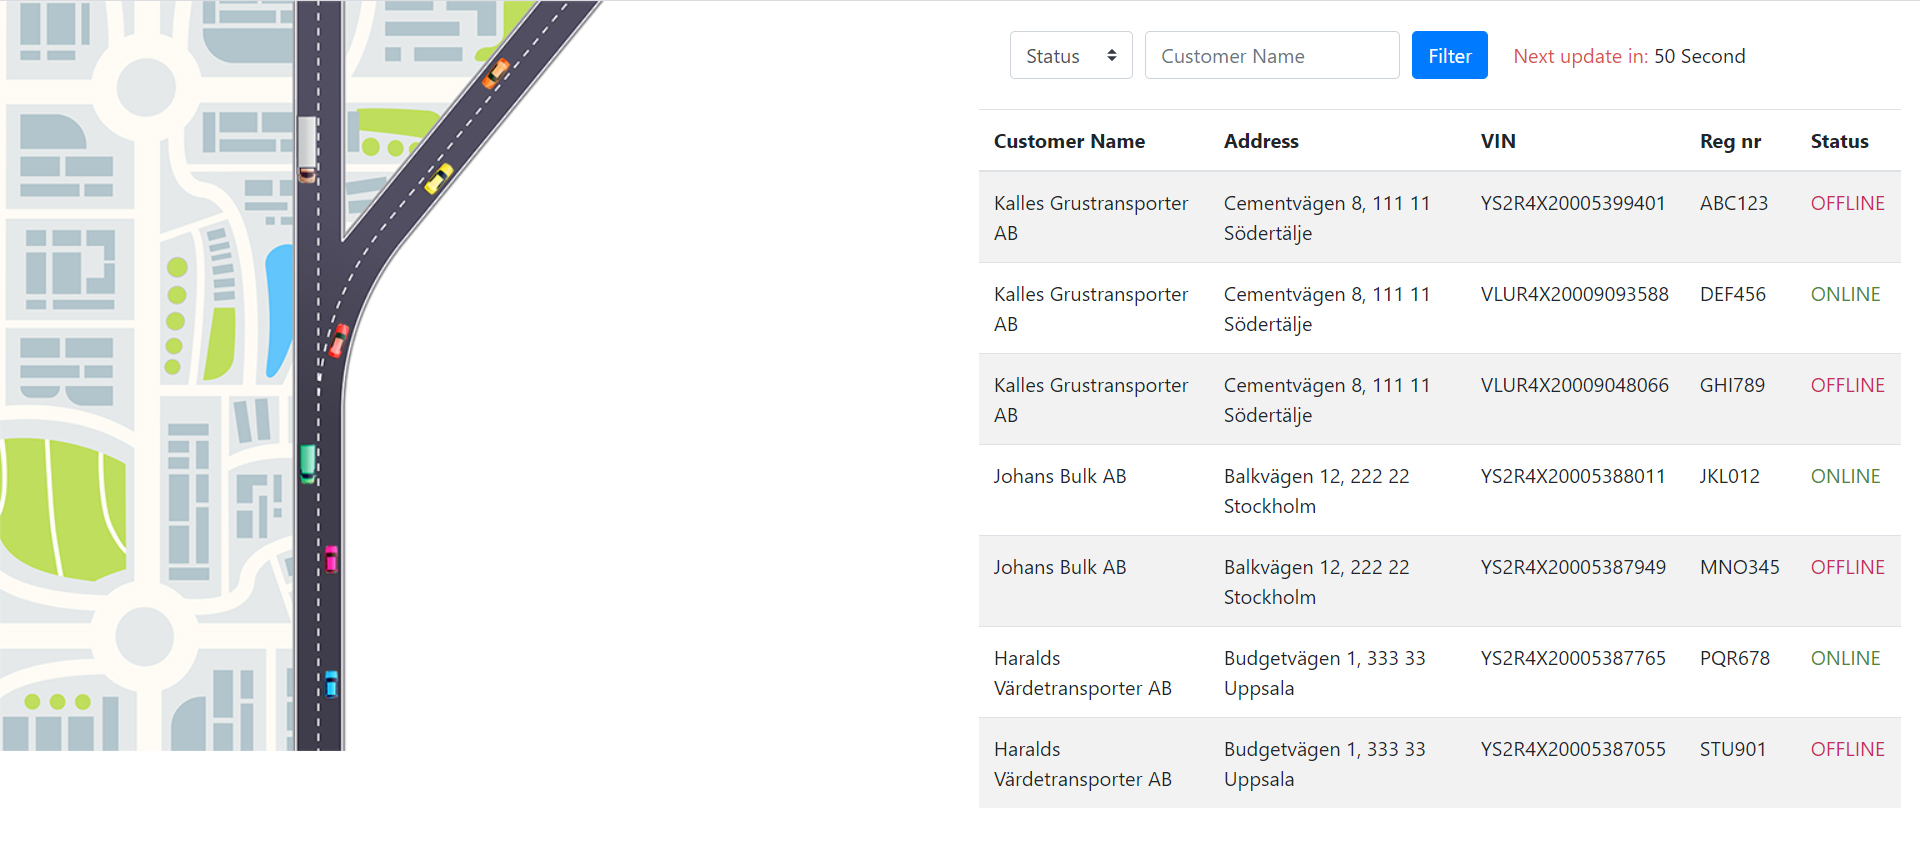 Status Customer Name Filter Next update in: 50 Second
Customer Name Address VIN Reg nr Status
Kalles Grustransporter AB Cementvägen 8, 111 11 Södertälje YS2R4X20005399401 ABC123 OFFLINE
Kalles Grustransporter AB Cementvägen 8, 111 11 Södertälje VLUR4X20009093588 DEF456 ONLINE
Kalles Grustransporter AB Cementvägen 8, 111 11 Södertälje VLUR4X20009048066 GHI789 OFFLINE
Johans Bulk AB Balkvägen 12, 222 22 Stockholm YS2R4X20005388011 JKL012 ONLINE
Johans Bulk AB Balkvägen 12, 222 22 Stockholm YS2R4X20005387949 MNO345 OFFLINE
Haralds Värdetransporter AB Budgetvägen 1, 333 33 Uppsala YS2R4X20005387765 PQR678 ONLINE
Haralds Värdetransporter AB Budgetvägen 1, 333 33 Uppsala YS2R4X20005387055 STU901 OFFLINE